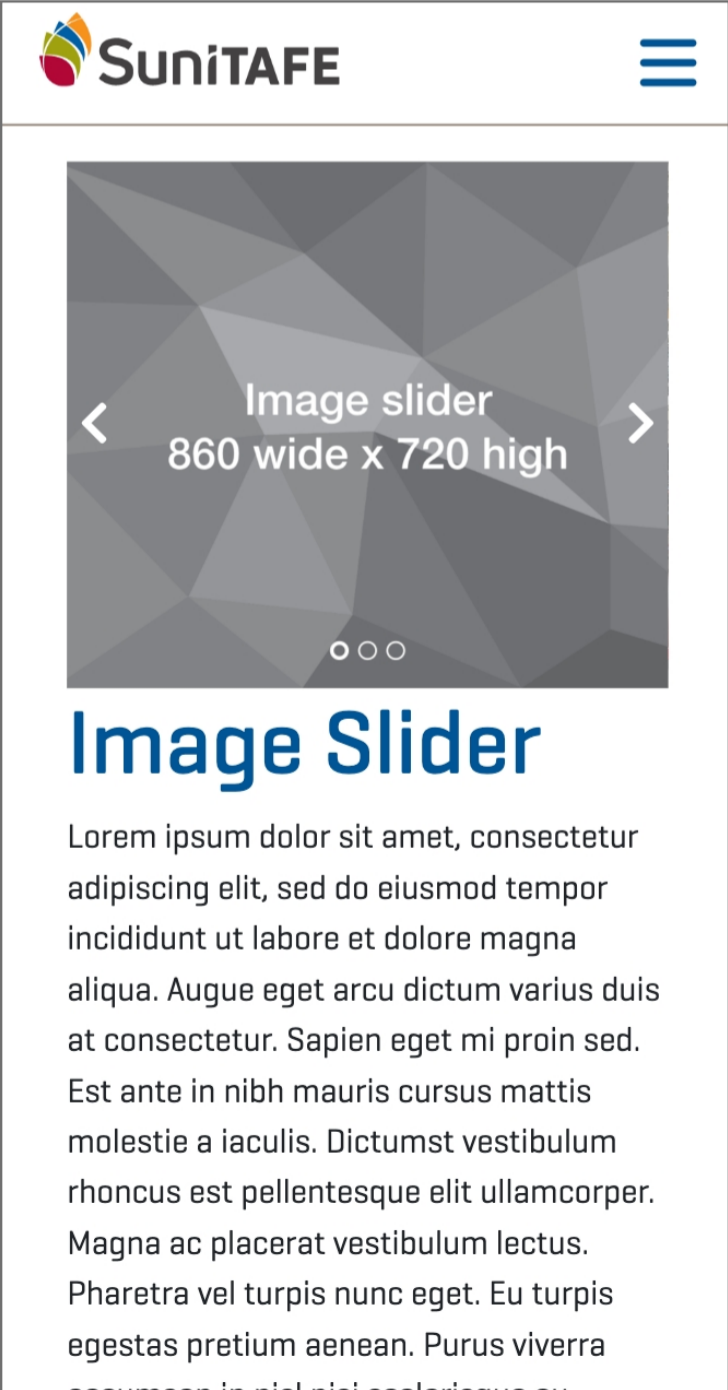 SuniTAFE
Image slider
860 wide x 720 high
Image Slider
Lorem ipsum dolor sit amet, consectetur
adipiscing elit, sed do eiusmod tempor
incididunt ut labore et dolore magna
aliqua. Augue eget arcu dictum varius duis
at consectetur. Sapien eget mi proin sed.
Est ante in nibh mauris cursus mattis
molestie a iaculis. Dictumst vestibulum
rhoncus est pellentesque elit ullamcorper.
Magna ac placerat vestibulum lectus.
Pharetra vel turpis nunc eget. Eu turpis
egestas pretium aenean. Purus viverra